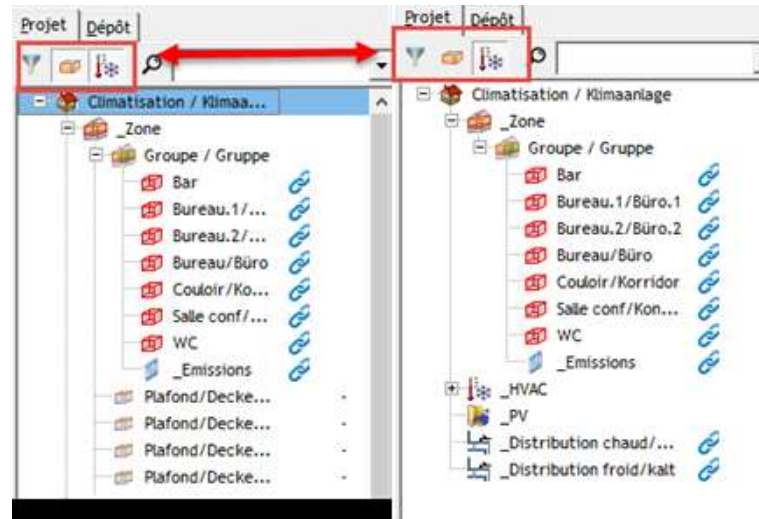 Projet Dépôt
Climatisation / Klimaa...
_Zone
Groupe / Gruppe
Bar
Bureau.1/...
Bureau.2/...
Bureau/Büro
Couloir/Ko...
Salle conf/...
WC
_Emissions
Plafond/Decke...
Plafond/Decke...
Plafond/Decke...
Plafond/Decke...
Projet Dépôt
Climatisation / Klimaanlage
_Zone
Groupe / Gruppe
Bar
Bureau.1/Büro.1
Bureau.2/Büro.2
Bureau/Büro
Couloir/Korridor
Salle conf/Kon...
WC
_Emissions
_HVAC
_PV
_Distribution chaud/...
_Distribution froid/kalt